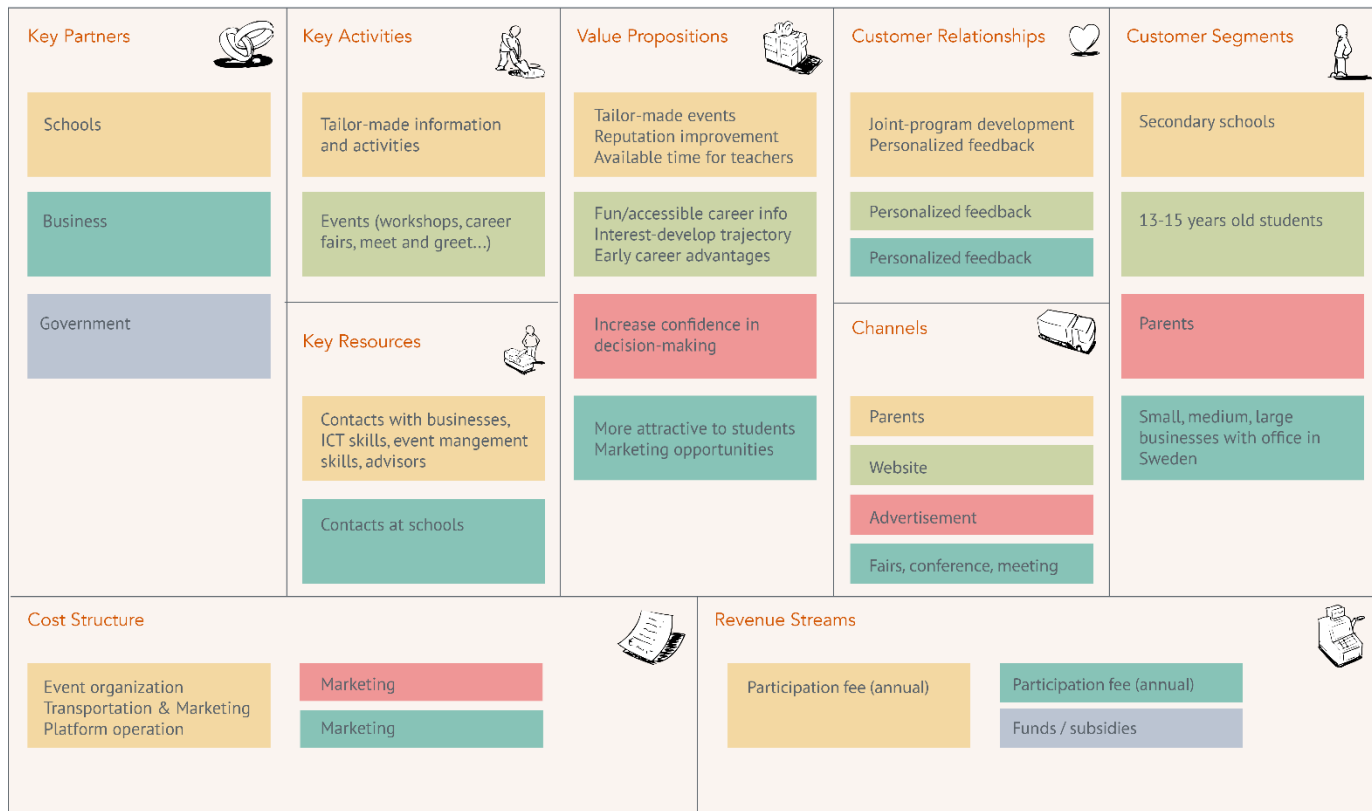 Key Partners
Schools
Business
Government
Key Activities
Tailor-made information
and activities
Events (workshops, career
fairs, meet and greet...)
Key Resources
Contacts with businesses,
ICT skills, event mangement
skills, advisors
Contacts at schools
Value Propositions
Tailor-made events
Reputation improvement
Available time for teachers
Fun/accessible career info
Interest-develop trajectory
Early career advantages
Increase confidence in
decision-making
More attractive to students
Marketing opportunities
Customer Relationships
Joint-program development
Personalized feedback
Personalized feedback
Personalized feedback
Channels
Parents
Website
Advertisement
Fairs, conference, meeting
Customer Segments
Secondary schools
13-15 years old students
Parents
Small, medium, large
businesses with office in
Sweden
Cost Structure
Event organization
Transportation & Marketing
Platform operation
Marketing
Marketing
Revenue Streams
Participation fee (annual)
Participation fee (annual)
Funds / subsidies